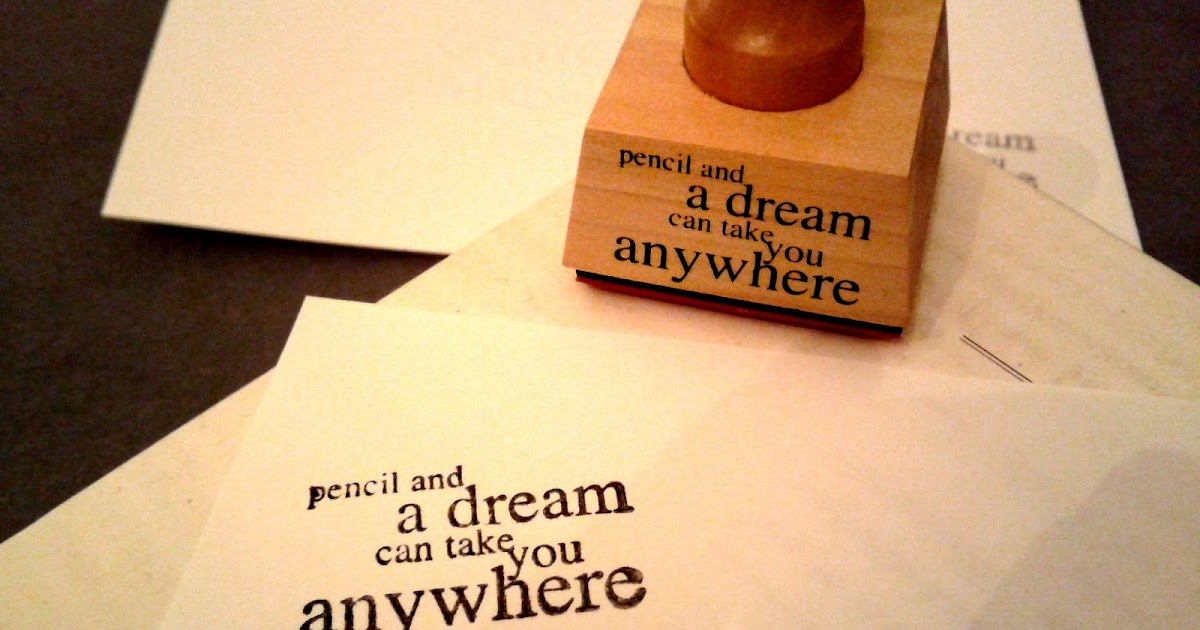 pencil and
a dream
can take
you
anywhere
ream
pencil and
a dream
can take
you
anywhere